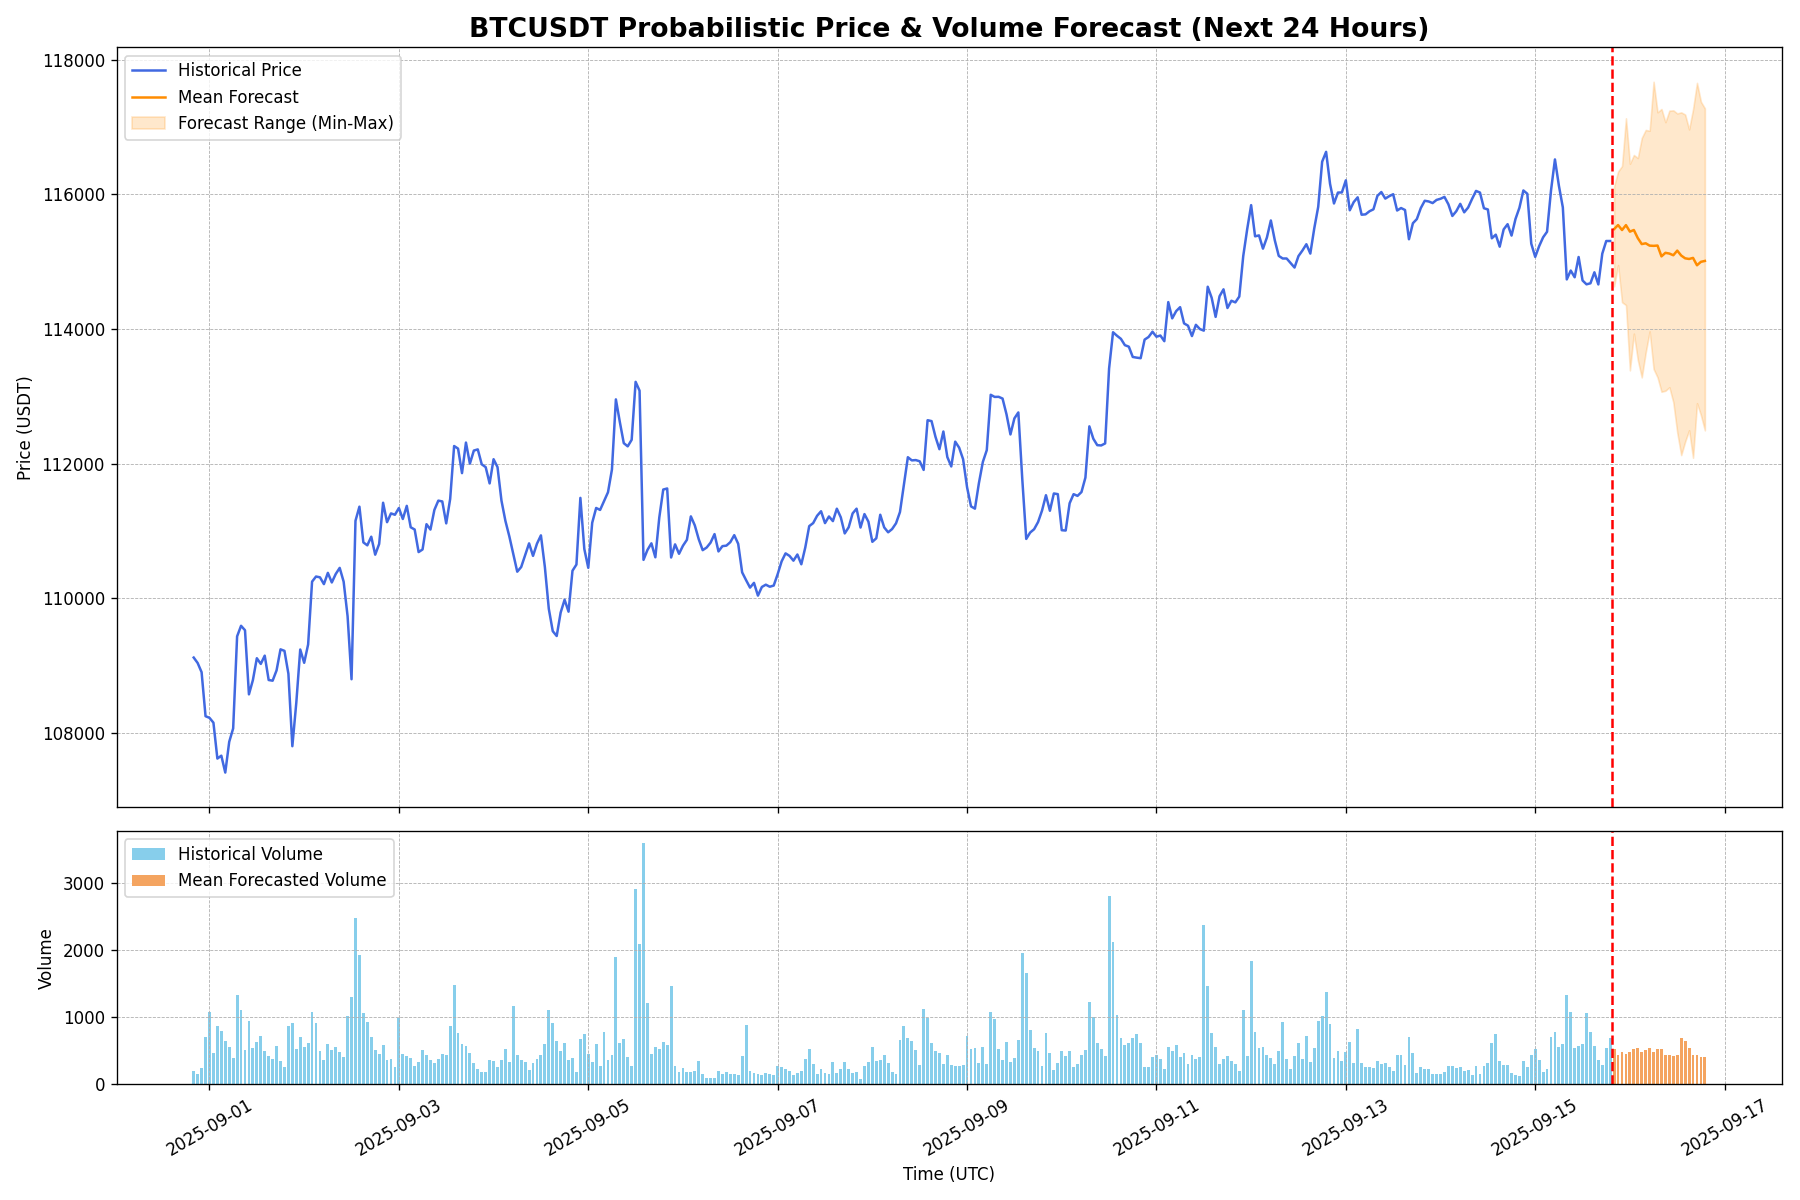 BTCUSDT Probabilistic Price & Volume Forecast (Next 24 Hours)
118000
116000
114000
112000
110000
108000
Price (USDT)
Historical Price
Mean Forecast
Forecast Range (Min-Max)
3000
2000
1000
0
Volume
Historical Volume
Mean Forecasted Volume
2025-09-01
2025-09-03
2025-09-05
2025-09-07
2025-09-09
2025-09-11
2025-09-13
2025-09-15
2025-09-17
Time (UTC)